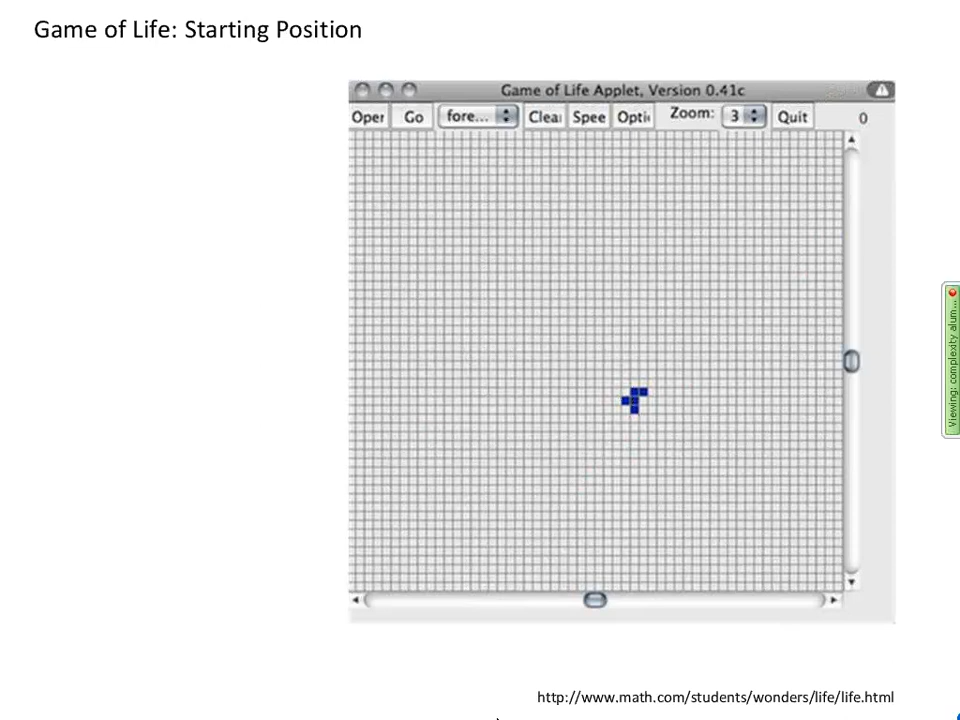 Game of Life: Starting Position
Game of Life Applet, Version 0.41c
Oper Go fore... Clea Spee Opti Zoom: 3 Quit 0
Viewing: complexity alum...
http://www.math.com/students/wonders/life/life.html